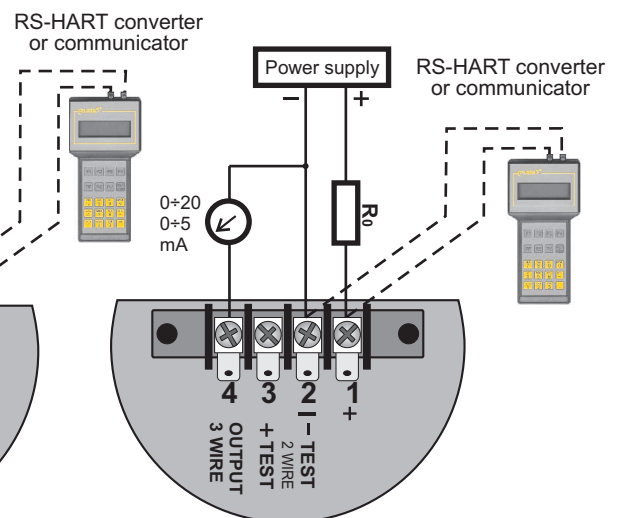 RS-HART converter
or communicator
Power supply
− +
RS-HART converter
or communicator
0÷20
0÷5
mA
R₀
4 3 2 1
− +
OUTPUT
3 WIRE
+ TEST
− TEST
2 WIRE